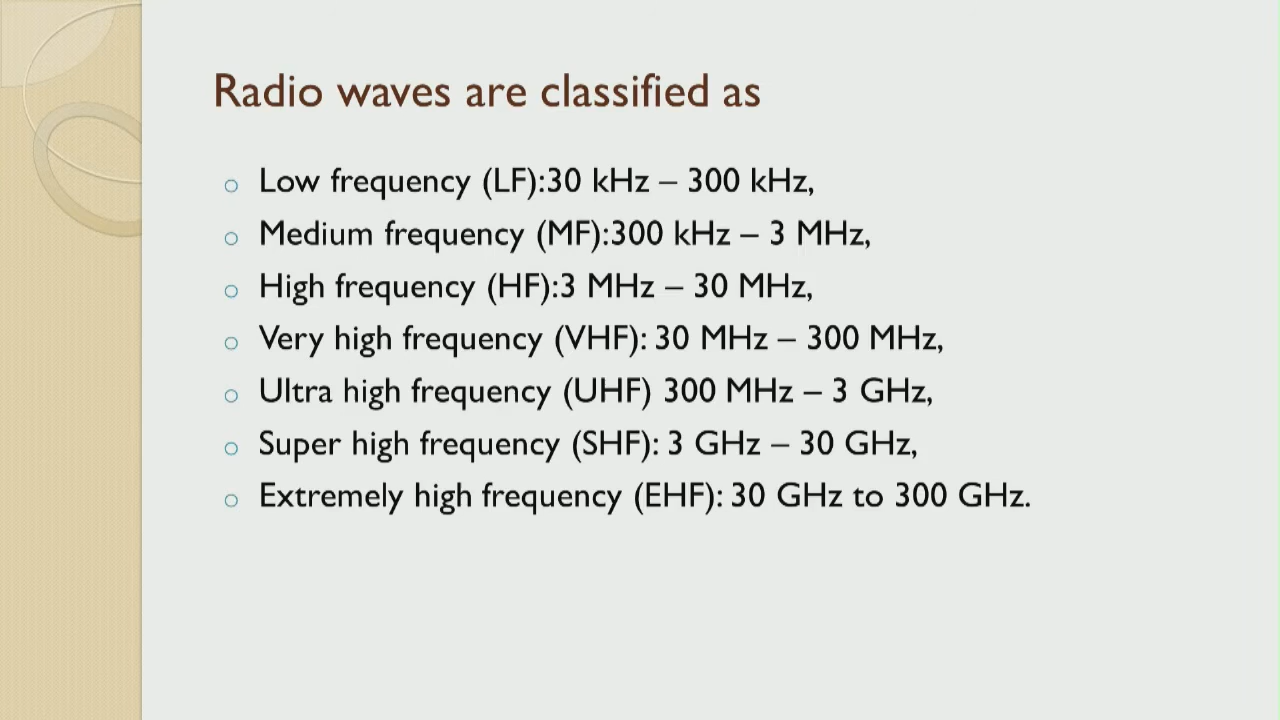 Radio waves are classified as
Low frequency (LF):30 kHz – 300 kHz,
Medium frequency (MF):300 kHz – 3 MHz,
High frequency (HF):3 MHz – 30 MHz,
Very high frequency (VHF): 30 MHz – 300 MHz,
Ultra high frequency (UHF) 300 MHz – 3 GHz,
Super high frequency (SHF): 3 GHz – 30 GHz,
Extremely high frequency (EHF): 30 GHz to 300 GHz.